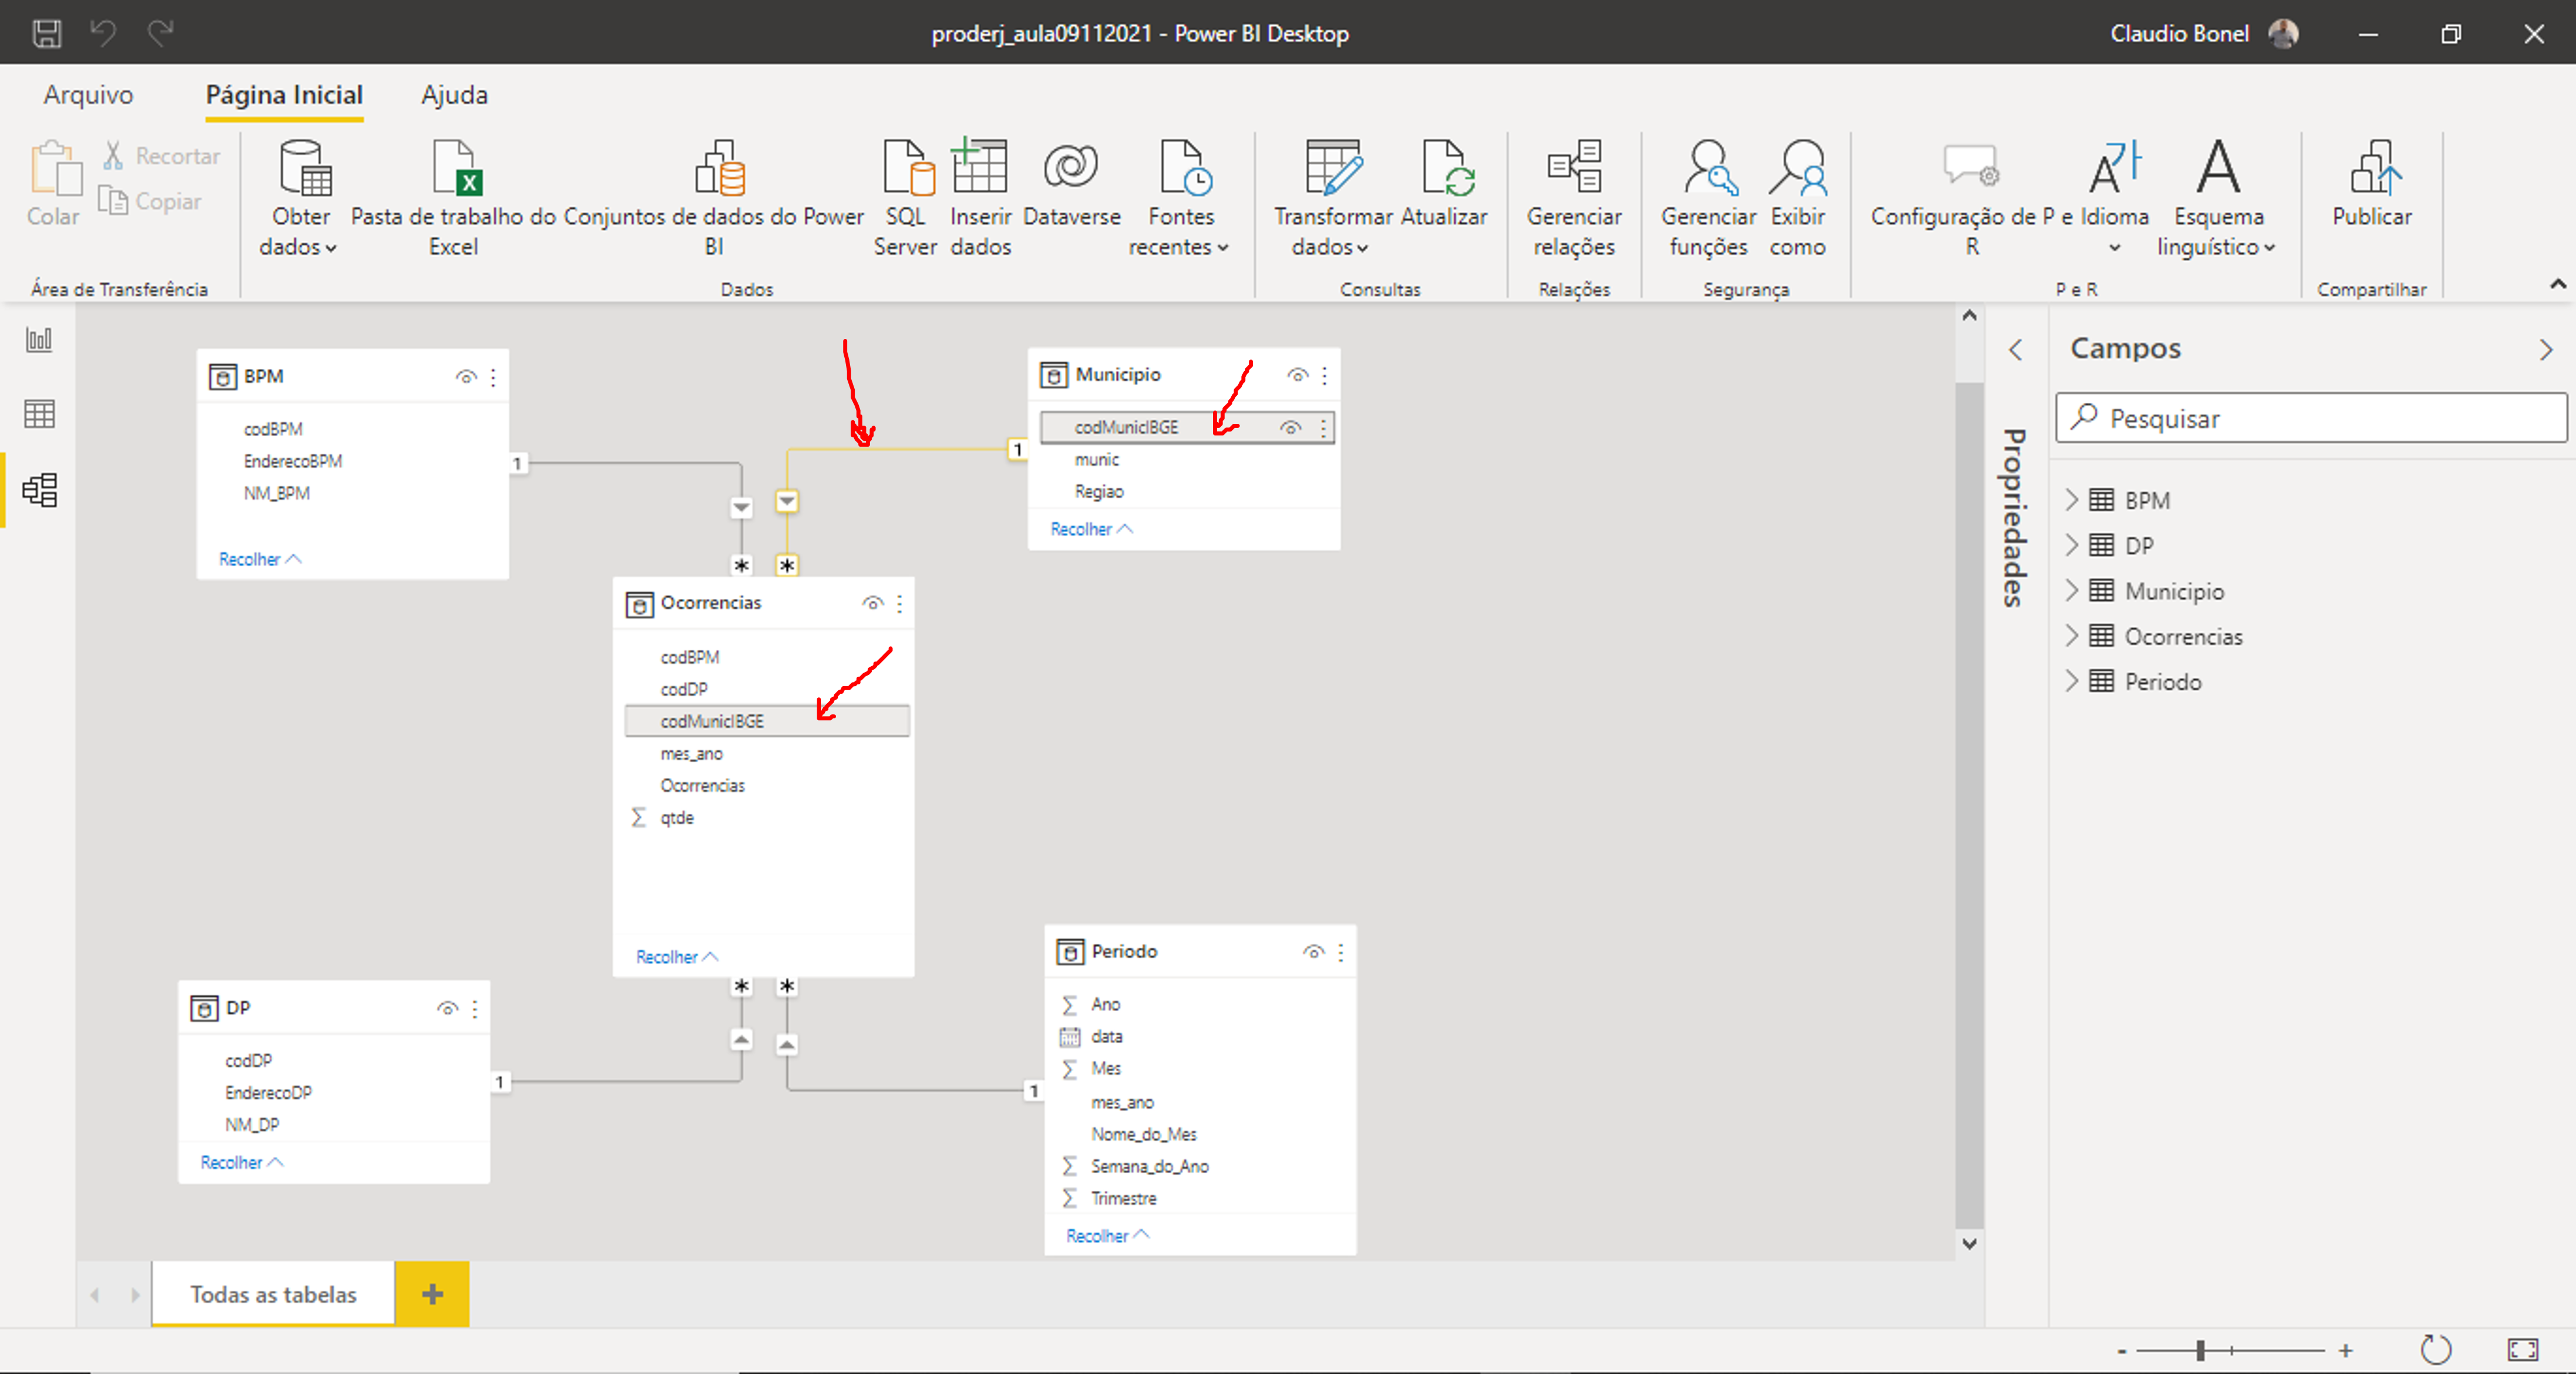 proderj_aula09112021 - Power BI Desktop
Claudio Bonel
Arquivo
Página Inicial
Ajuda
Colar
Recortar
Copiar
Obter
dados
Pasta de trabalho do
Excel
Conjuntos de dados do Power
BI
SQL
Server
Inserir
dados
Dataverse
Fontes
recentes
Transformar
dados
Atualizar
Gerenciar
relações
Gerenciar
funções
Exibir
como
Configuração de P e
R
Idioma
Esquema
linguístico
Publicar
Área de Transferência
Dados
Consultas
Relações
Segurança
P e R
Compartilhar
BPM
codBPM
EnderecoBPM
NM_BPM
Recolher
1
*
Municipio
codMunicIBGE
munic
Regiao
Recolher
1
*
Ocorrencias
codBPM
codDP
codMunicIBGE
mes_ano
Ocorrencias
∑ qtde
Recolher
*
*
DP
codDP
EnderecoDP
NM_DP
Recolher
1
1
Periodo
∑ Ano
data
∑ Mes
mes_ano
Nome_do_Mes
∑ Semana_do_Ano
∑ Trimestre
Recolher
Propriedades
Campos
Pesquisar
BPM
DP
Municipio
Ocorrencias
Periodo
Todas as tabelas
+
- +